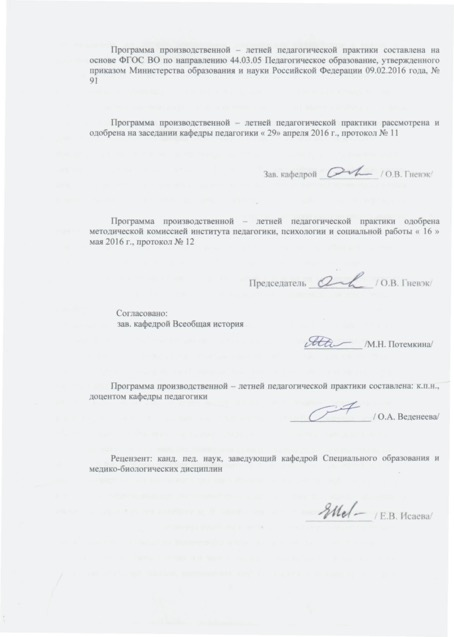 Программа производственной – летней педагогической практики составлена на
основе ФГОС ВО по направлению 44.03.05 Педагогическое образование, утвержденного
приказом Министерства образования и науки Российской Федерации 09.02.2016 года, №
91
Программа производственной – летней педагогической практики рассмотрена и
одобрена на заседании кафедры педагогики « 29» апреля 2016 г., протокол № 11
Зав. кафедрой / О.В. Гневэк/
Программа производственной – летней педагогической практики одобрена
методической комиссией института педагогики, психологии и социальной работы « 16 »
мая 2016 г., протокол № 12
Председатель / О.В. Гневэк/
Согласовано:
зав. кафедрой Всеобщая история
/М.Н. Потемкина/
Программа производственной – летней педагогической практики составлена: к.п.н.,
доцентом кафедры педагогики
/ О.А. Веденеева/
Рецензент: канд. пед. наук, заведующий кафедрой Специального образования и
медико-биологических дисциплин
/ Е.В. Исаева/